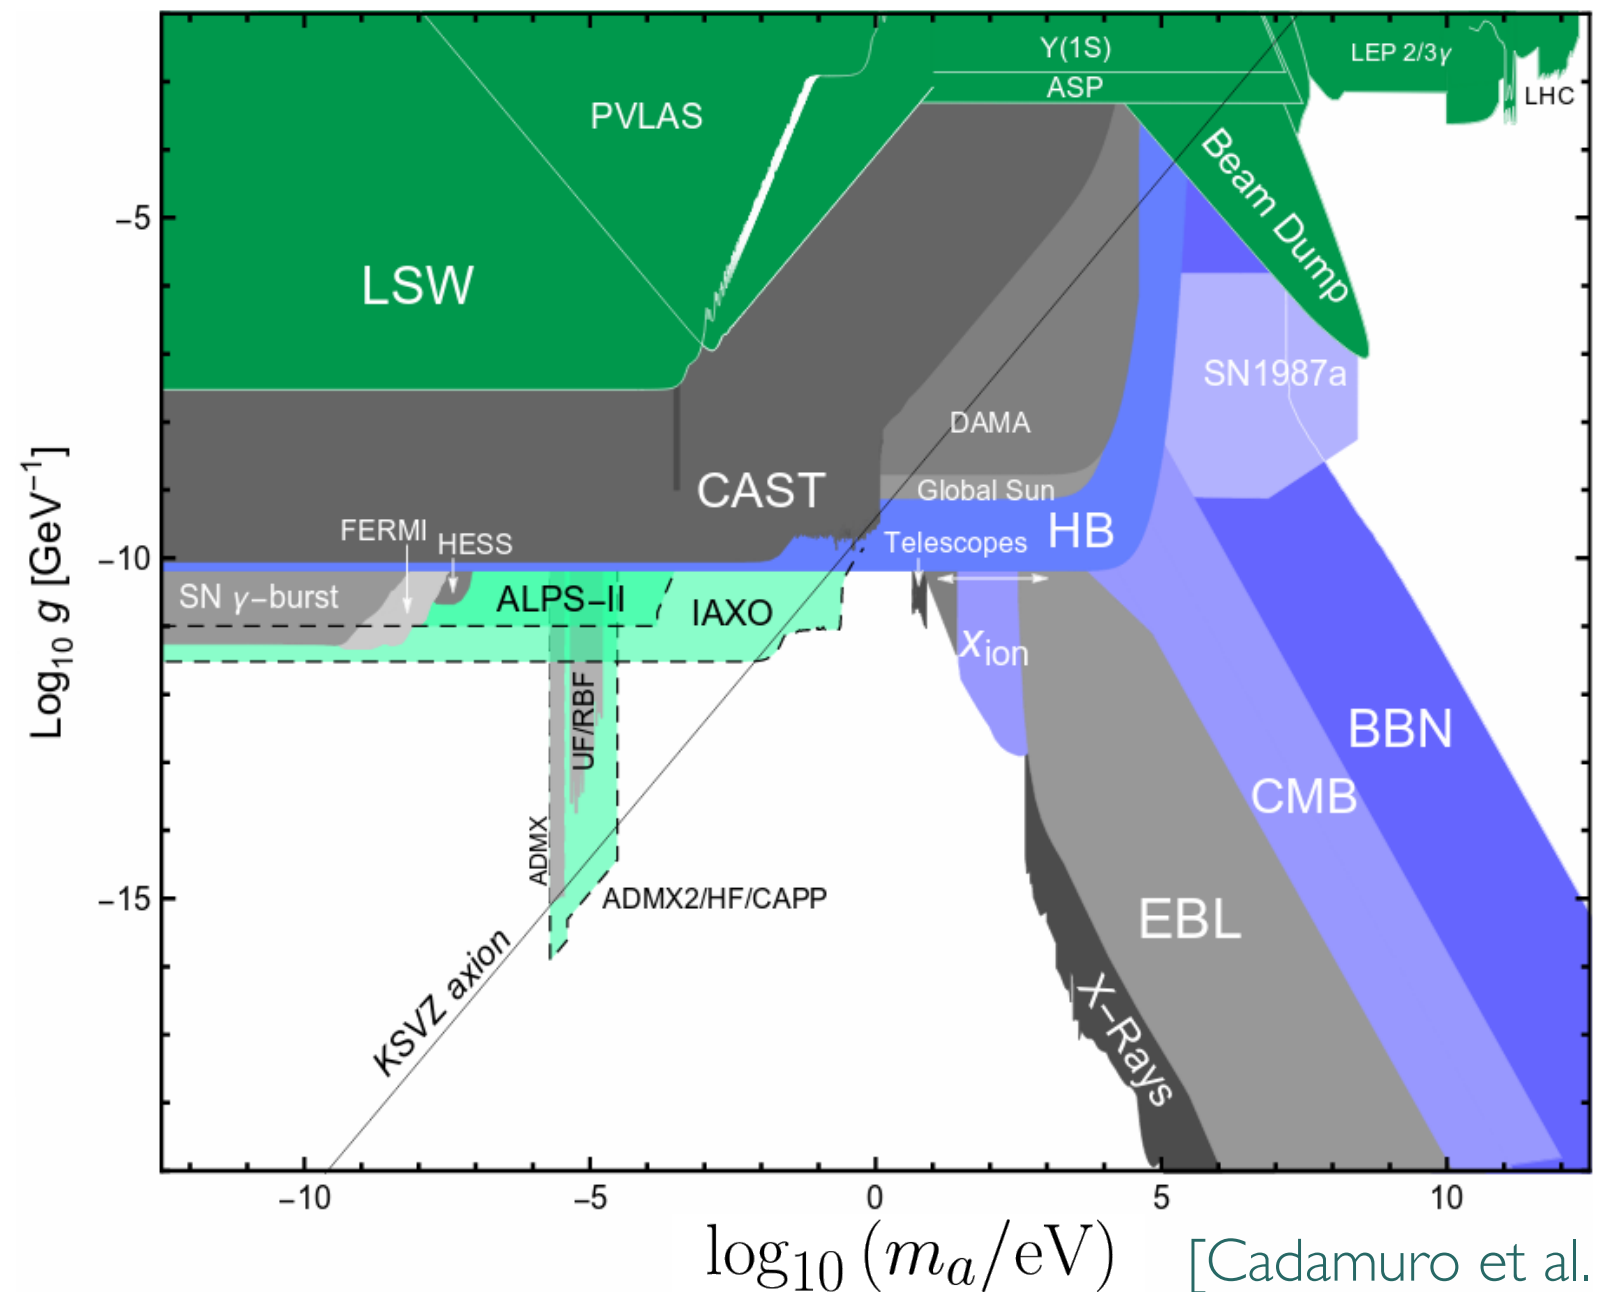 Y(1S)
LEP 2/3γ
ASP
LHC
PVLAS
Beam Dump
−5
LSW
SN1987a
DAMA
Log10 g [GeV−1]
CAST
Global Sun
FERMI
HESS
HB
Telescopes
−10
SN γ−burst
ALPS−II
IAXO
xion
UF/RBF
BBN
CMB
ADMX
−15
ADMX2/HF/CAPP
EBL
KSVZ axion
X−Rays
−10
−5
0
5
10
log10 (ma/eV)
[Cadamuro et al.